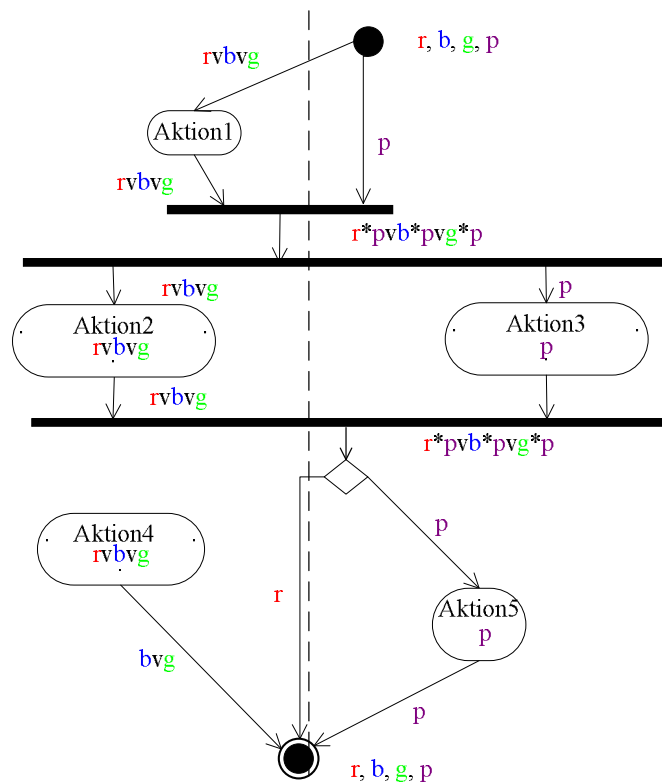 r, b, g, p
rvbvg
Aktion1
p
rvbvg
r*pvb*pvg*p
rvbvg
p
Aktion2
rvbvg
Aktion3
p
rvbvg
r*pvb*pvg*p
Aktion4
rvbvg
p
r
Aktion5
p
bvg
p
r, b, g, p